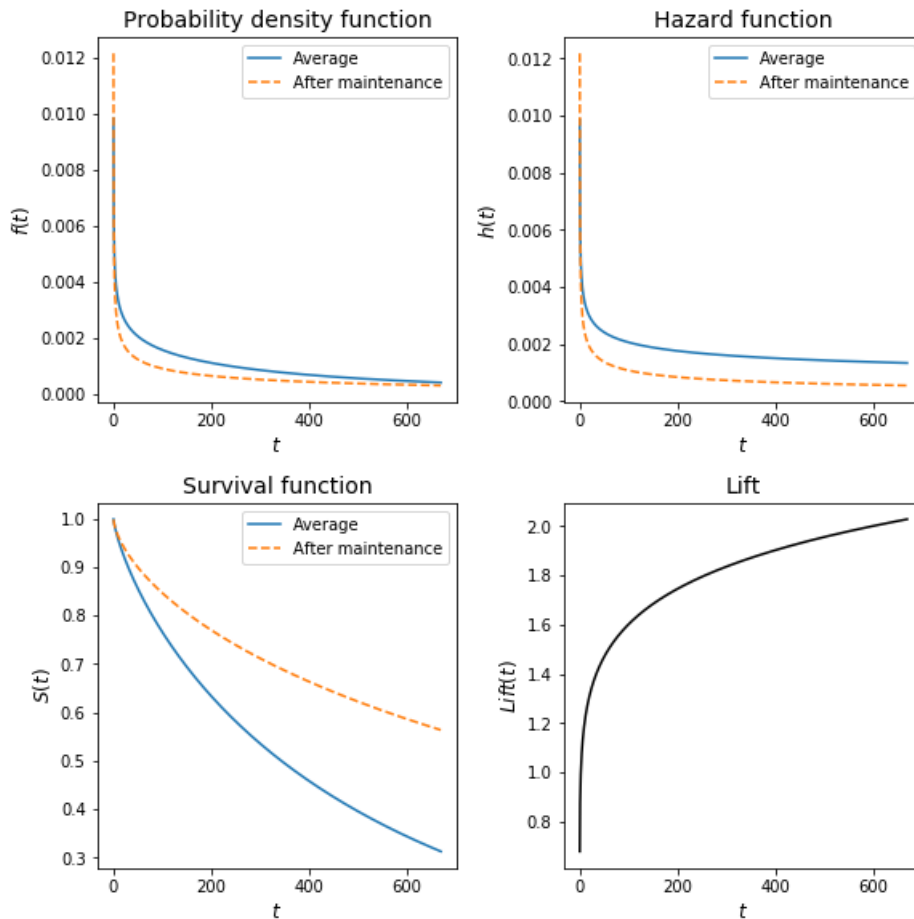 Probability density function
Average
After maintenance
0.012
0.010
0.008
0.006
0.004
0.002
0.000
f(t)
0
200
400
600
t
Hazard function
Average
After maintenance
0.012
0.010
0.008
0.006
0.004
0.002
0.000
h(t)
0
200
400
600
t
Survival function
Average
After maintenance
1.0
0.9
0.8
0.7
0.6
0.5
0.4
0.3
S(t)
0
200
400
600
t
Lift
2.0
1.8
1.6
1.4
1.2
1.0
0.8
Lift(t)
0
200
400
600
t